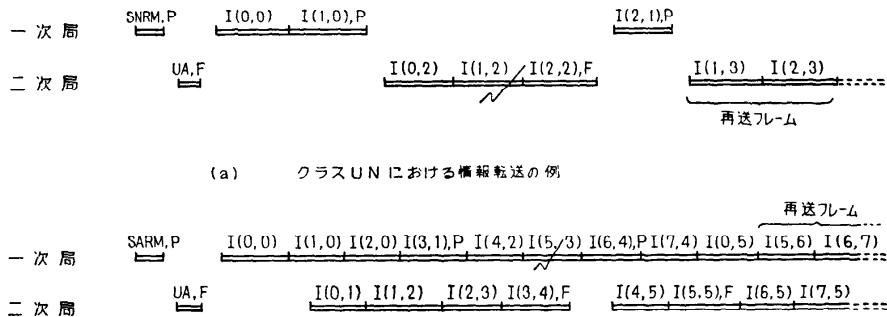 SNRM,P I(0,0) I(1,0),P I(2,1),P
一次局
UA,F I(0,2) I(1,2) I(2,2),F I(1,3) I(2,3)
二次局
再送フレーム
(a) クラスUNにおける情報転送の例
再送フレーム
SARM,P I(0,0) I(1,0) I(2,0) I(3,1),P I(4,2) I(5,3) I(6,4),P I(7,4) I(0,5) I(5,6) I(6,7)
一次局
UA,F I(0,1) I(1,2) I(2,3) I(3,4),F I(4,5) I(5,5),F I(6,5) I(7,5)
二次局